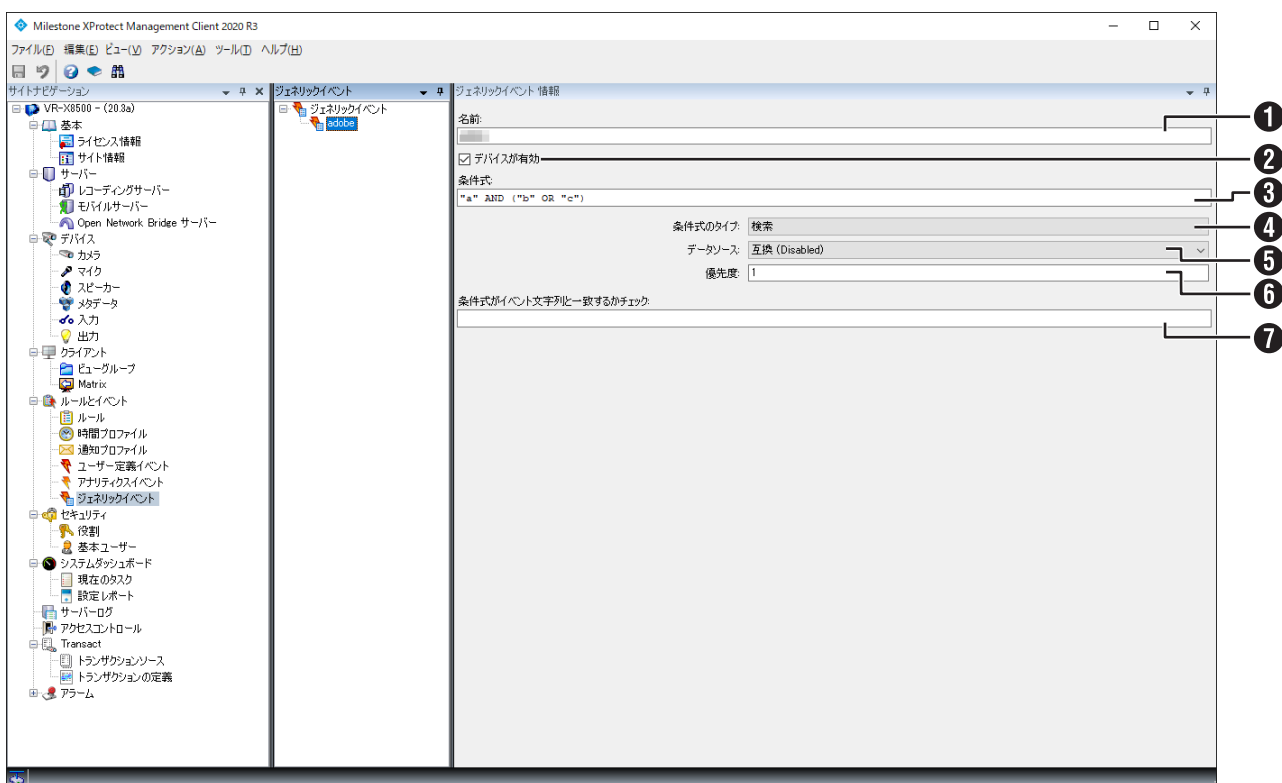 Milestone XProtect Management Client 2020 R3
ファイル(F) 編集(E) ビュー(V) アクション(A) ツール(T) ヘルプ(H)
サイトナビゲーション
VR-X8500 - (20.3a)
基本
ライセンス情報
サイト情報
サーバー
レコーディングサーバー
モバイルサーバー
Open Network Bridge サーバー
デバイス
カメラ
マイク
スピーカー
メタデータ
入力
出力
クライアント
ビューグループ
Matrix
ルールとイベント
ルール
時間プロファイル
通知プロファイル
ユーザー定義イベント
アナリティクスイベント
ジェネリックイベント
セキュリティ
役割
基本ユーザー
システムダッシュボード
現在のタスク
設定レポート
サーバーログ
アクセスコントロール
Transact
トランザクションソース
トランザクションの定義
アラーム
ジェネリックイベント
ジェネリックイベント
adobe
ジェネリックイベント 情報
名前:
1
デバイスが有効
2
条件式:
"a" AND ("b" OR "c")
3
条件式のタイプ: 検索
4
データソース: 互換 (Disabled)
5
優先度: 1
6
条件式がイベント文字列と一致するかチェック:
7